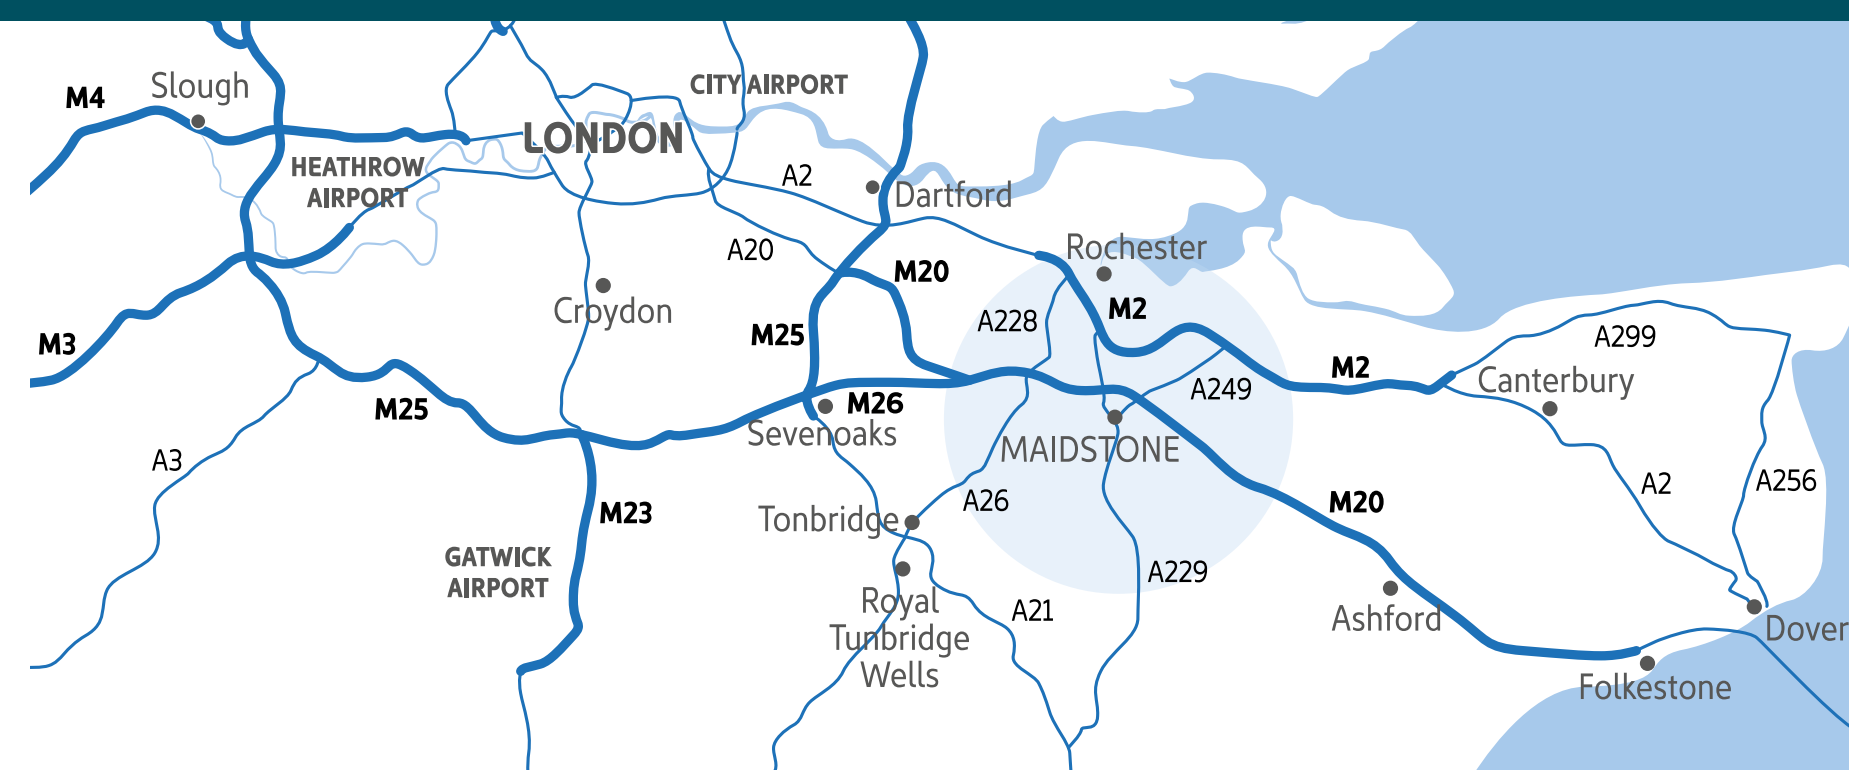 CITY AIRPORT
Slough
M4
LONDON
HEATHROW
AIRPORT
A2
Dartford
A20
Rochester
M20
Croydon
M2
A228
M25
A299
M3
M2
Canterbury
A249
M25
M26
Sevenoaks
MAIDSTONE
A3
A256
A2
A26
M20
M23
Tonbridge
GATWICK
AIRPORT
A229
Royal
Tunbridge
Wells
A21
Ashford
Dover
Folkestone